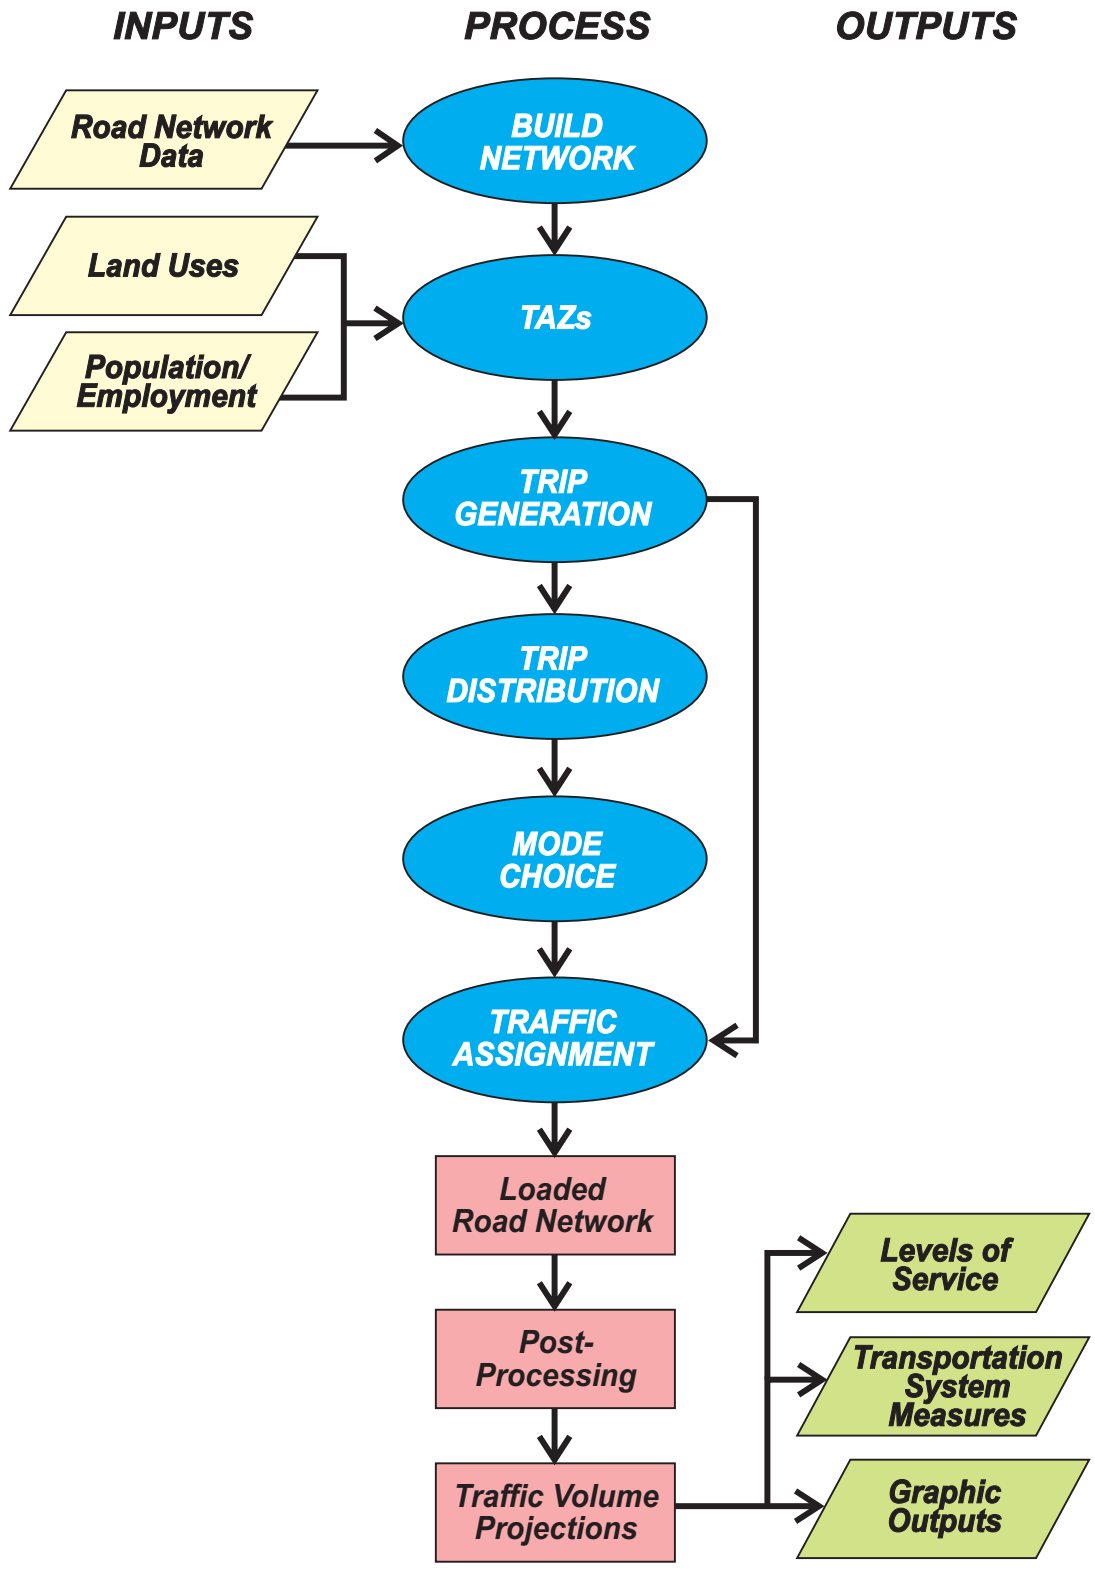 INPUTS
PROCESS
OUTPUTS
Road Network
Data
BUILD
NETWORK
Land Uses
TAZs
Population/
Employment
TRIP
GENERATION
TRIP
DISTRIBUTION
MODE
CHOICE
TRAFFIC
ASSIGNMENT
Loaded
Road Network
Levels of
Service
Post-
Processing
Transportation
System
Measures
Traffic Volume
Projections
Graphic
Outputs